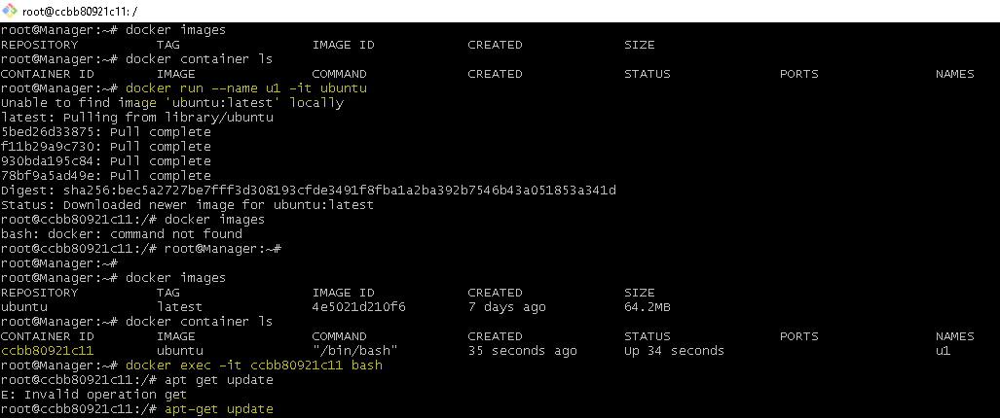 root@ccbb80921c11: /
root@Manager:~# docker images
REPOSITORY TAG IMAGE ID CREATED SIZE
root@Manager:~# docker container ls
CONTAINER ID IMAGE COMMAND CREATED STATUS PORTS NAMES
root@Manager:~# docker run --name u1 -it ubuntu
Unable to find image 'ubuntu:latest' locally
latest: Pulling from library/ubuntu
5bed26d33875: Pull complete
f11b29a9c730: Pull complete
930bda195c84: Pull complete
78bf9a5ad49e: Pull complete
Digest: sha256:bec5a2727be7fff3d308193cfde3491f8fba1a2ba392b7546b43a051853a341d
Status: Downloaded newer image for ubuntu:latest
root@ccbb80921c11:/# docker images
bash: docker: command not found
root@ccbb80921c11:/# root@Manager:~#
root@Manager:~#
root@Manager:~# docker images
REPOSITORY TAG IMAGE ID CREATED SIZE
ubuntu latest 4e5021d210f6 7 days ago 64.2MB
root@Manager:~# docker container ls
CONTAINER ID IMAGE COMMAND CREATED STATUS PORTS NAMES
ccbb80921c11 ubuntu "/bin/bash" 35 seconds ago Up 34 seconds u1
root@Manager:~# docker exec -it ccbb80921c11 bash
root@ccbb80921c11:/# apt get update
E: Invalid operation get
root@ccbb80921c11:/# apt-get update